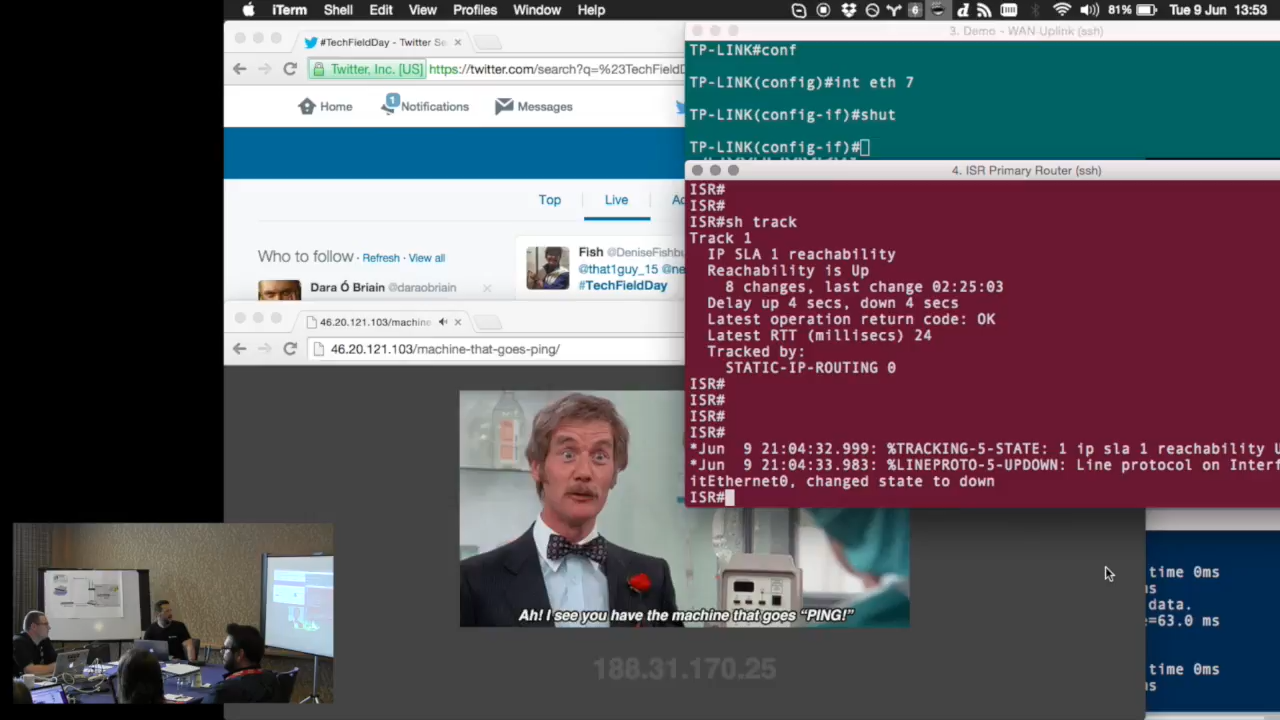 iTerm Shell Edit View Profiles Window Help
6
81% Tue 9 Jun 13:53
#TechFieldDay - Twitter Se
Twitter, Inc. [US] https://twitter.com/search?q=%23TechFieldD
Home Notifications Messages
1
Top Live
Who to follow · Refresh · View all
Dara Ó Briain @daraobriain
Fish @DeniseFishbu
@that1guy_15 @ne
#TechFieldDay
3. Demo - WAN Uplink (ssh)
TP-LINK#conf
TP-LINK(config)#int eth 7
TP-LINK(config-if)#shut
TP-LINK(config-if)#
4. ISR Primary Router (ssh)
ISR#
ISR#
ISR#sh track
Track 1
IP SLA 1 reachability
Reachability is Up
8 changes, last change 02:25:03
Delay up 4 secs, down 4 secs
Latest operation return code: OK
Latest RTT (millisecs) 24
Tracked by:
STATIC-IP-ROUTING 0
ISR#
ISR#
ISR#
ISR#
*Jun 9 21:04:32.999: %TRACKING-5-STATE: 1 ip sla 1 reachability U
*Jun 9 21:04:33.983: %LINEPROTO-5-UPDOWN: Line protocol on Interf
itEthernet0, changed state to down
ISR#
46.20.121.103/machine
46.20.121.103/machine-that-goes-ping/
Ah! I see you have the machine that goes "PING!"
188.31.170.25
time 0ms
s
data.
=63.0 ms
time 0ms
s